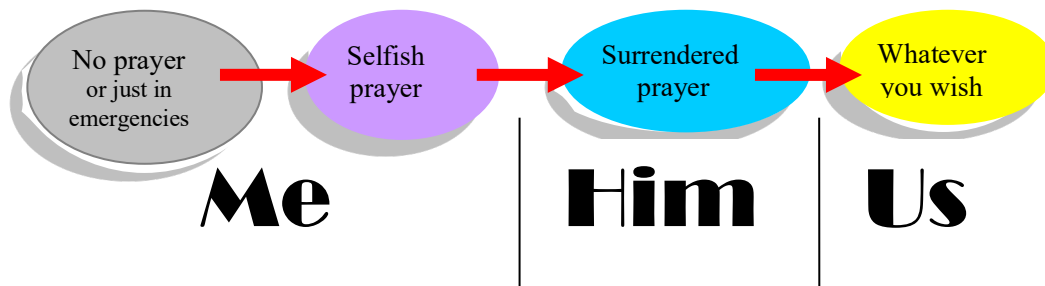 No prayer
or just in
emergencies
Selfish
prayer
Surrendered
prayer
Whatever
you wish
Me
Him
Us